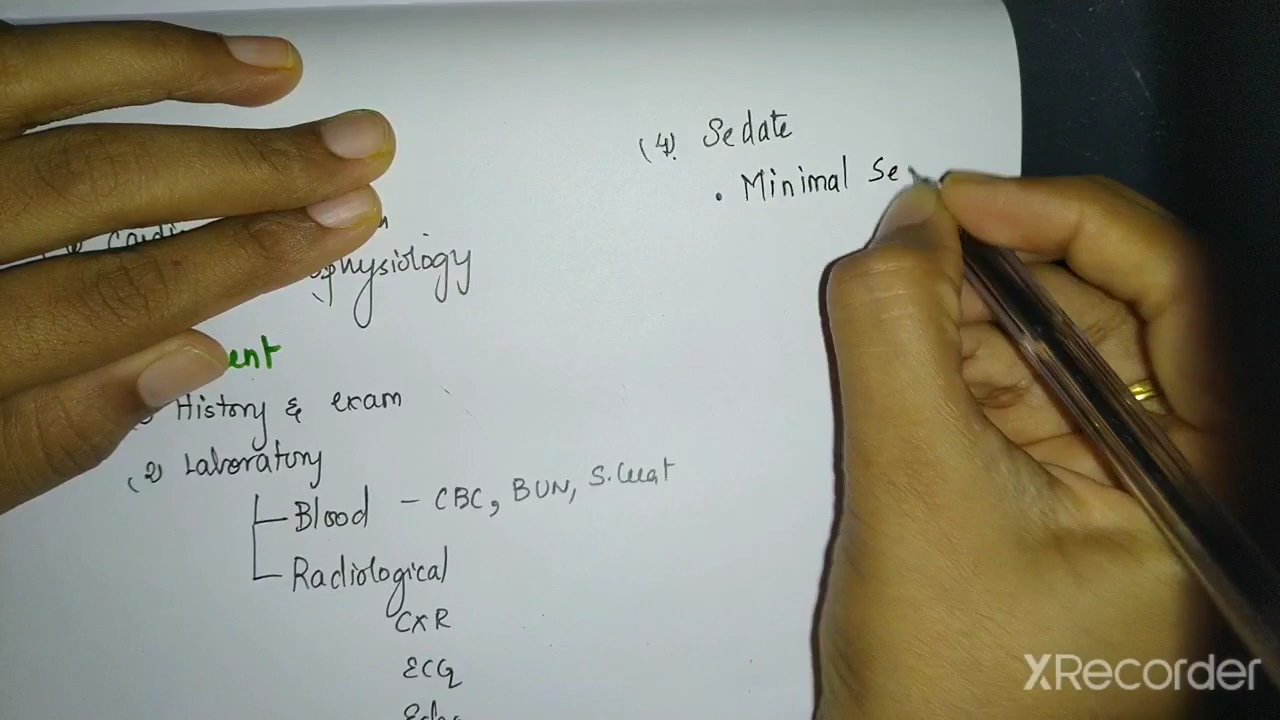 physiology
ent
History & exam
(2) Laboratory
Blood - CBC, BUN, S.Creat
Radiological
CXR
ECG
(4) Sedate
• Minimal Se
XRecorder